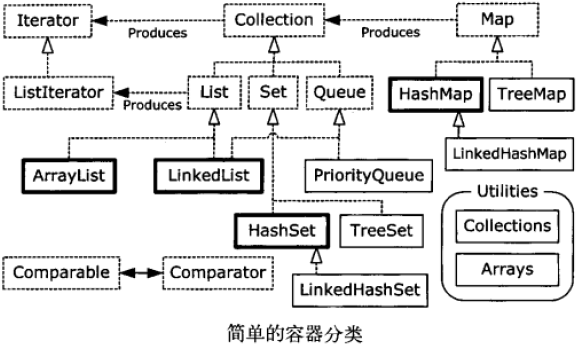 Iterator
Produces
Collection
Produces
Map
ListIterator
Produces
List
Set
Queue
HashMap
TreeMap
ArrayList
LinkedList
PriorityQueue
LinkedHashMap
Utilities
Collections
Arrays
HashSet
TreeSet
Comparable
Comparator
LinkedHashSet
简单的容器分类